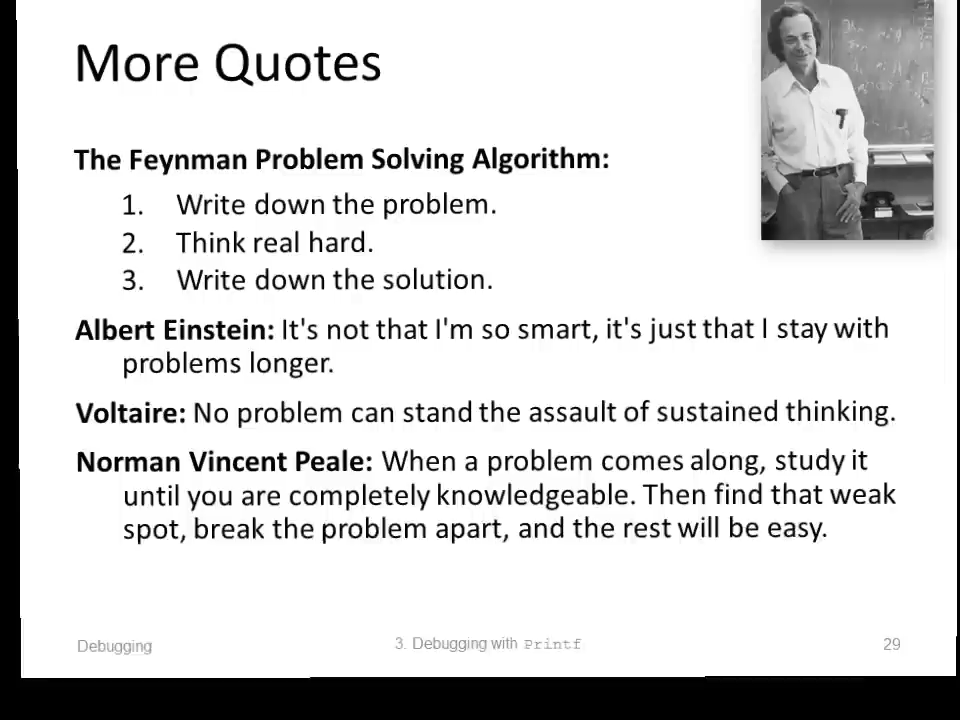 More Quotes
The Feynman Problem Solving Algorithm:
1. Write down the problem.
2. Think real hard.
3. Write down the solution.
Albert Einstein: It's not that I'm so smart, it's just that I stay with
problems longer.
Voltaire: No problem can stand the assault of sustained thinking.
Norman Vincent Peale: When a problem comes along, study it
until you are completely knowledgeable. Then find that weak
spot, break the problem apart, and the rest will be easy.
Debugging
3. Debugging with Printf
29